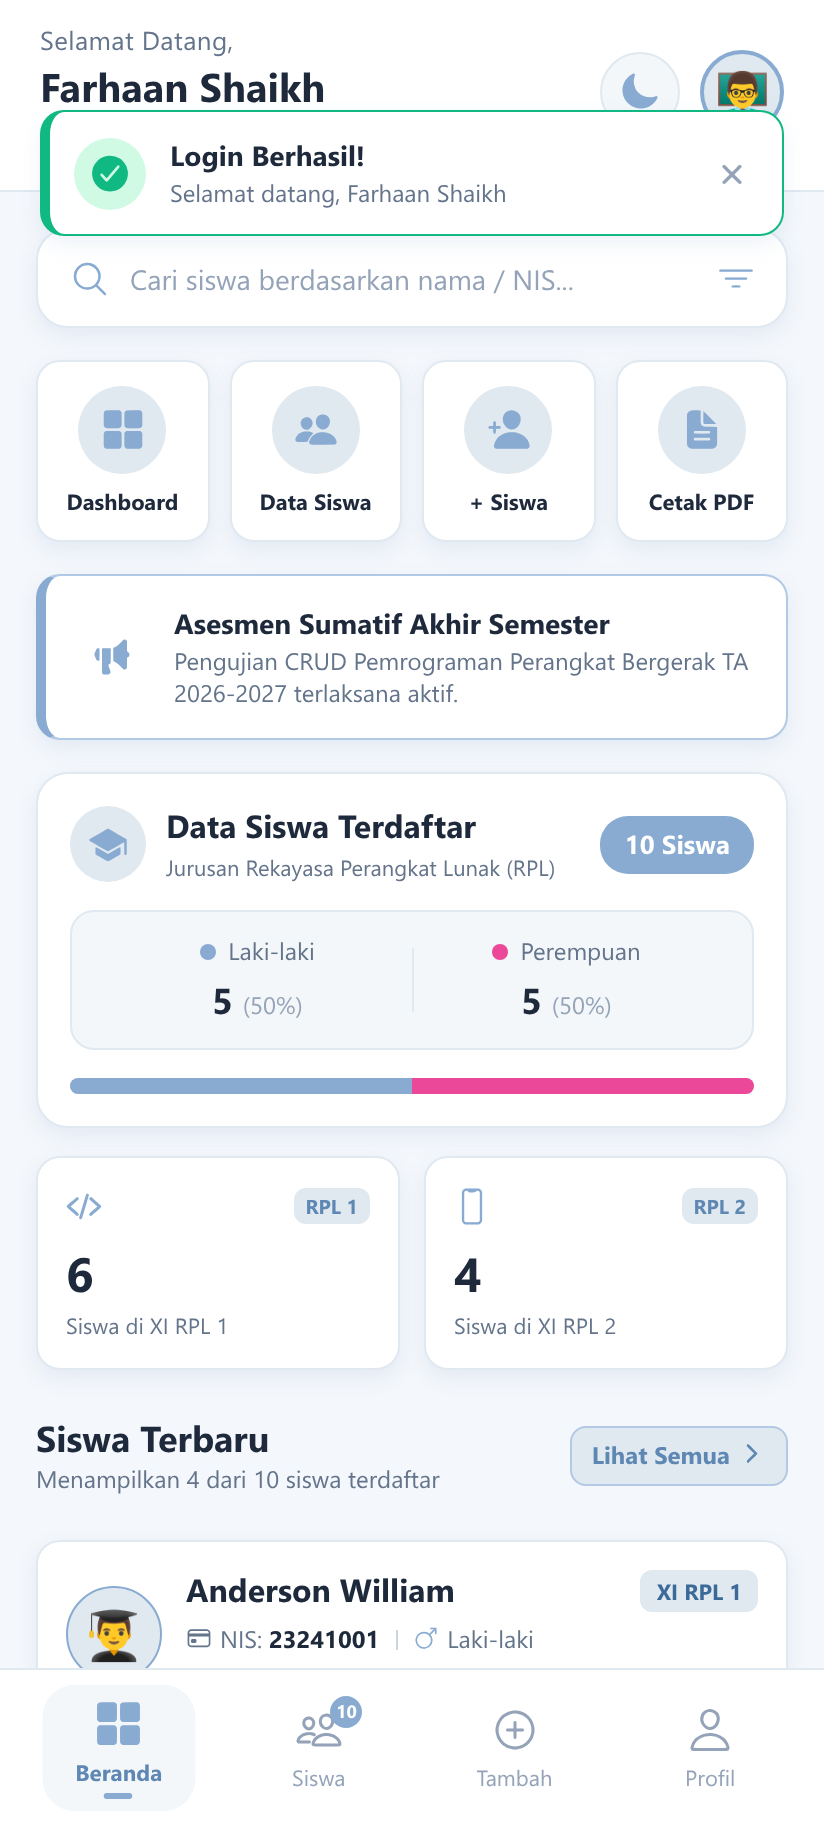 Selamat Datang,
Farhaan Shaikh
Login Berhasil!
Selamat datang, Farhaan Shaikh
Cari siswa berdasarkan nama / NIS...
Dashboard
Data Siswa
+ Siswa
Cetak PDF
Asesmen Sumatif Akhir Semester
Pengujian CRUD Pemrograman Perangkat Bergerak TA
2026-2027 terlaksana aktif.
Data Siswa Terdaftar
Jurusan Rekayasa Perangkat Lunak (RPL)
10 Siswa
Laki-laki
5 (50%)
Perempuan
5 (50%)
RPL 1
6
Siswa di XI RPL 1
RPL 2
4
Siswa di XI RPL 2
Siswa Terbaru
Menampilkan 4 dari 10 siswa terdaftar
Lihat Semua
Anderson William
XI RPL 1
NIS: 23241001 | Laki-laki
Beranda
10
Siswa
Tambah
Profil